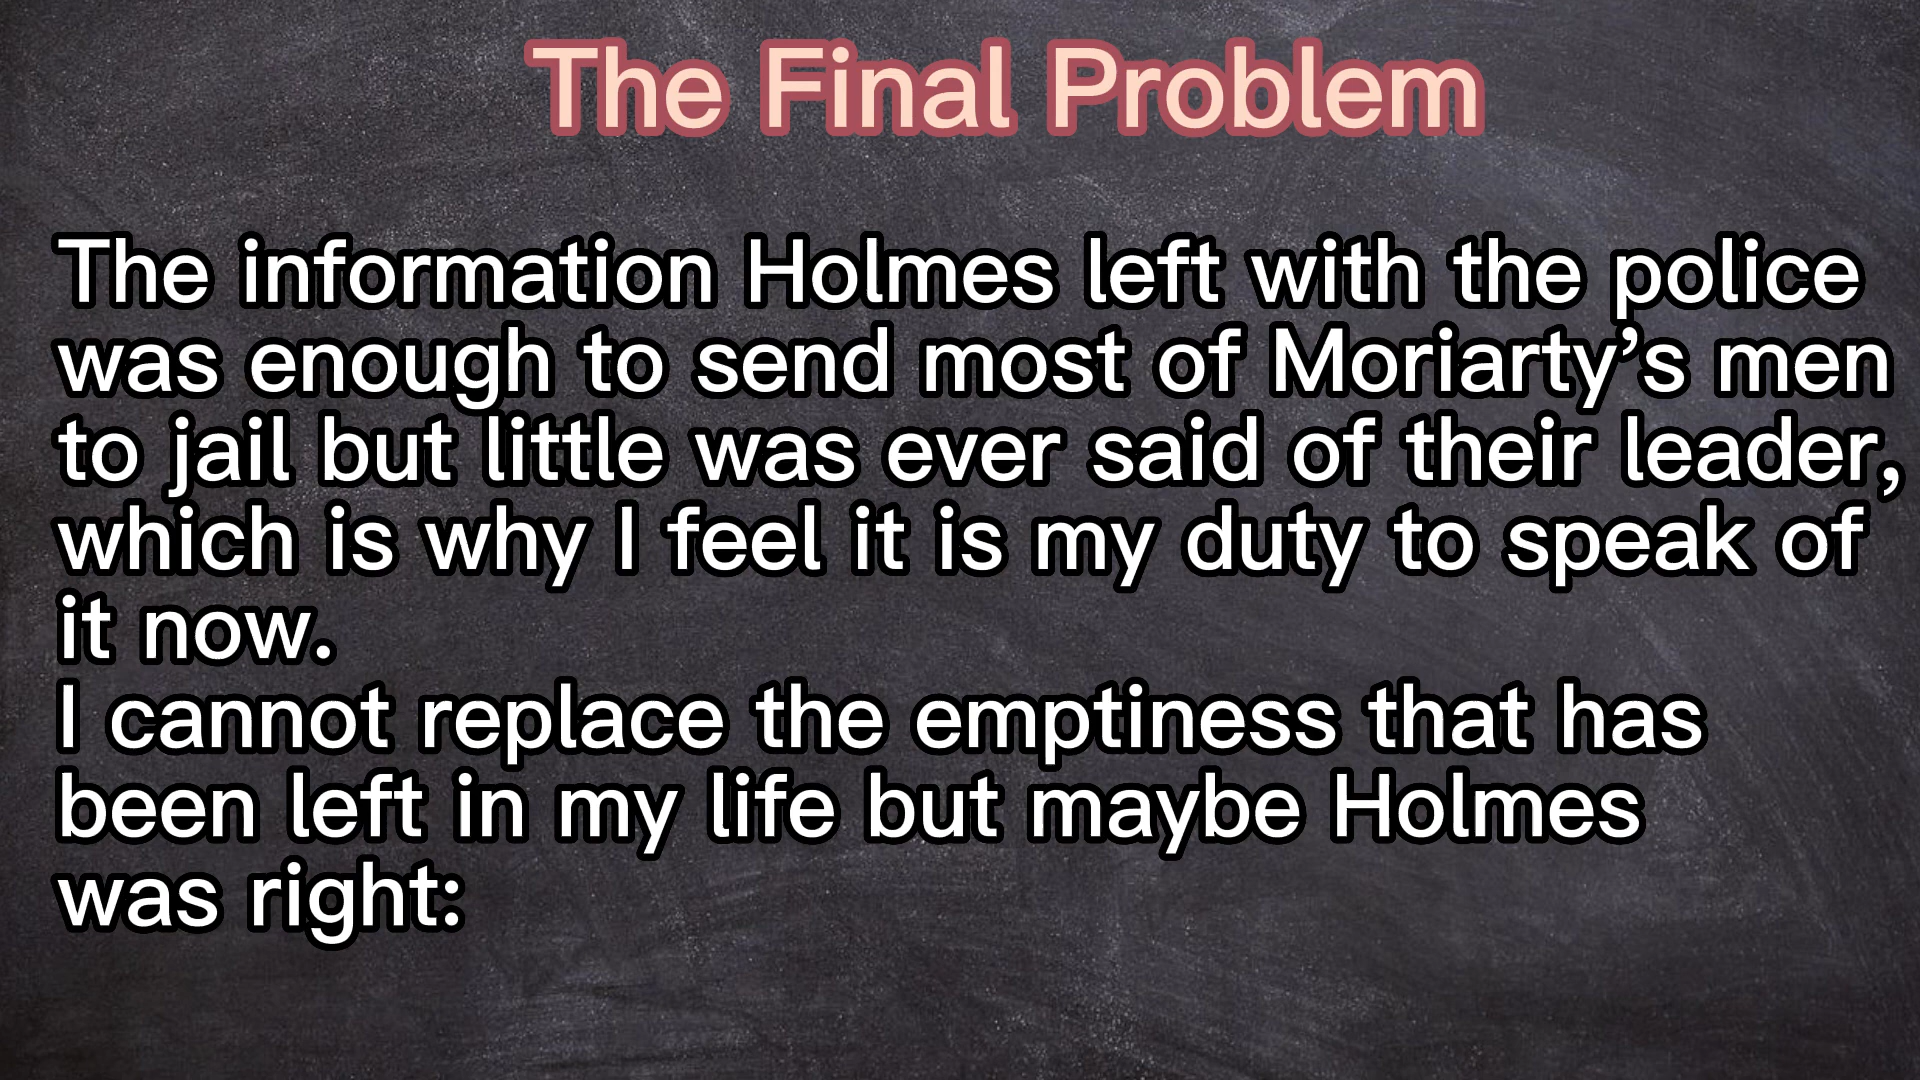 The Final Problem
The information Holmes left with the police
was enough to send most of Moriarty’s men
to jail but little was ever said of their leader,
which is why I feel it is my duty to speak of
it now.
I cannot replace the emptiness that has
been left in my life but maybe Holmes
was right: